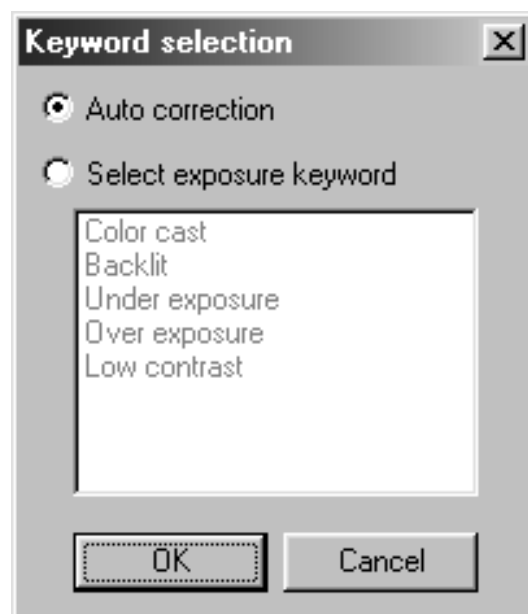 Keyword selection
Auto correction
Select exposure keyword
Color cast
Backlit
Under exposure
Over exposure
Low contrast
OK
Cancel